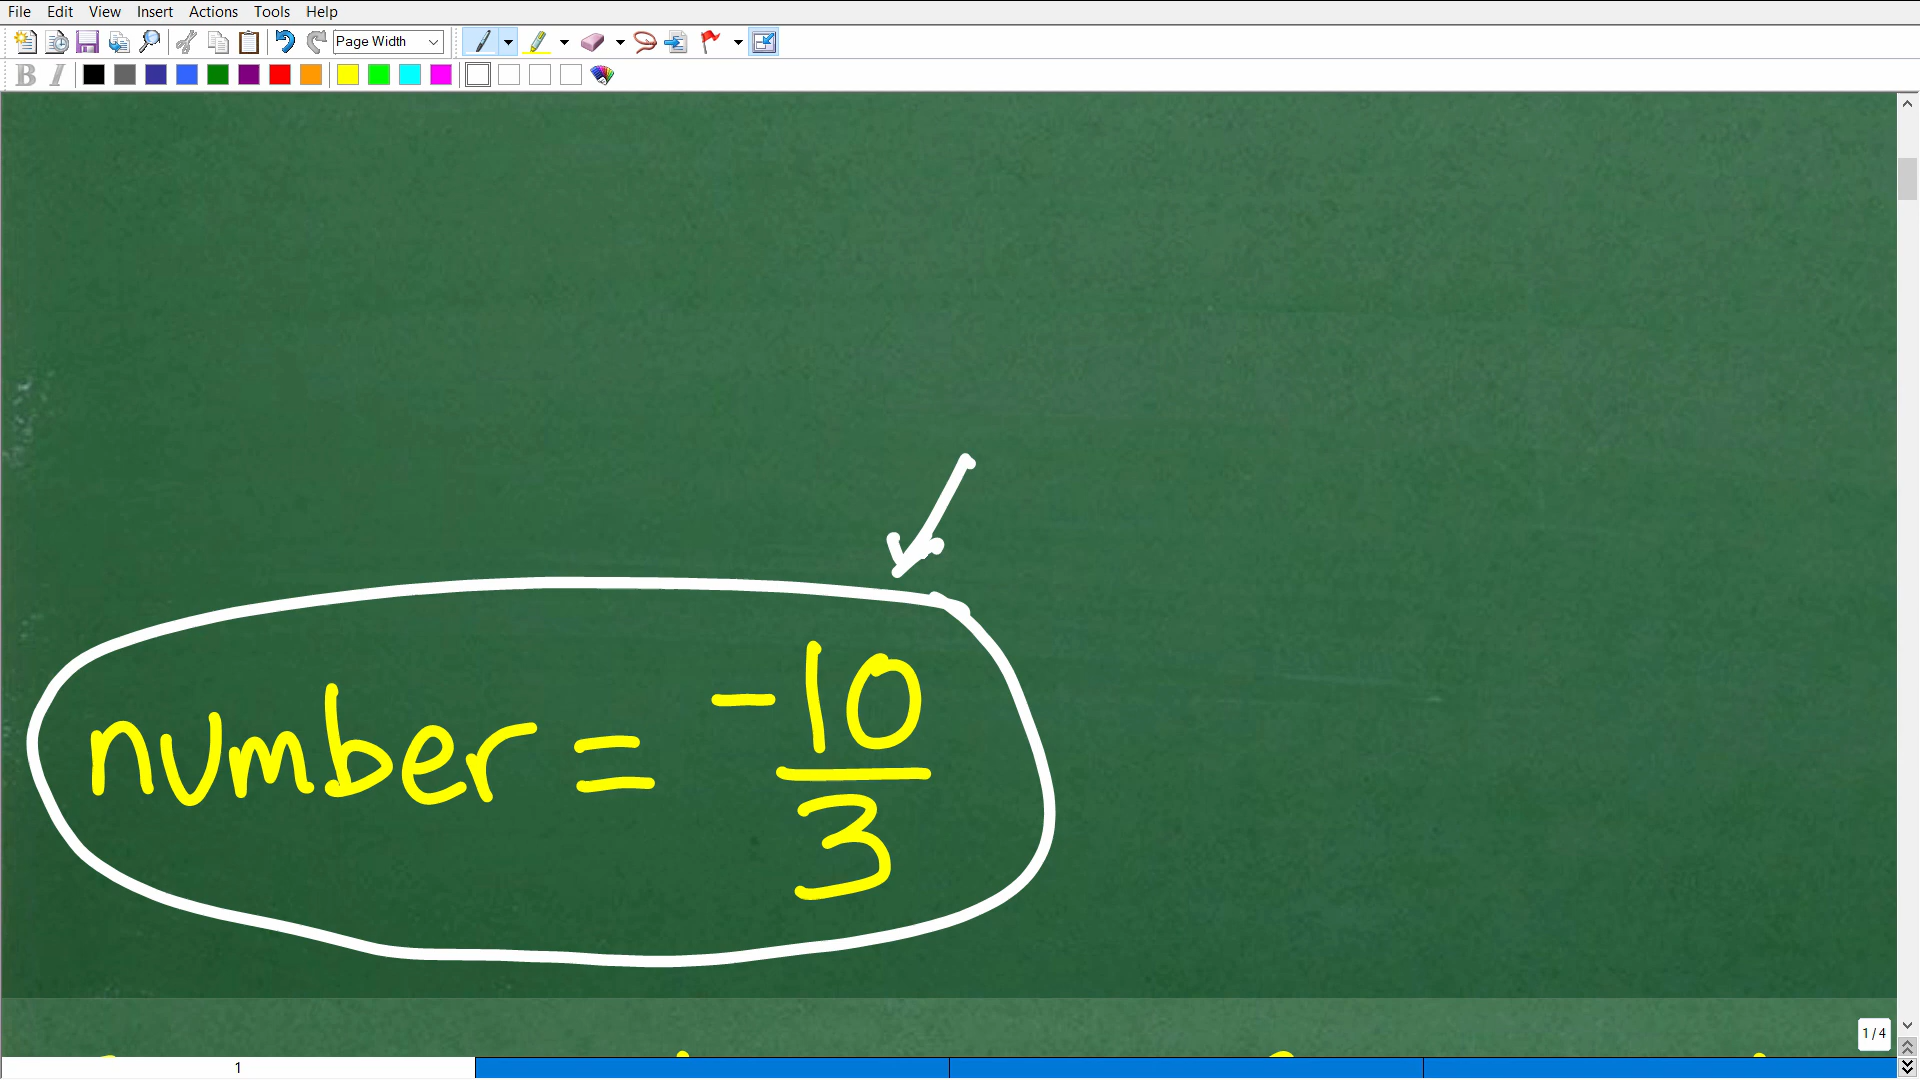 File Edit View Insert Actions Tools Help
Page Width
B I
number = -10/3
1 / 4
1